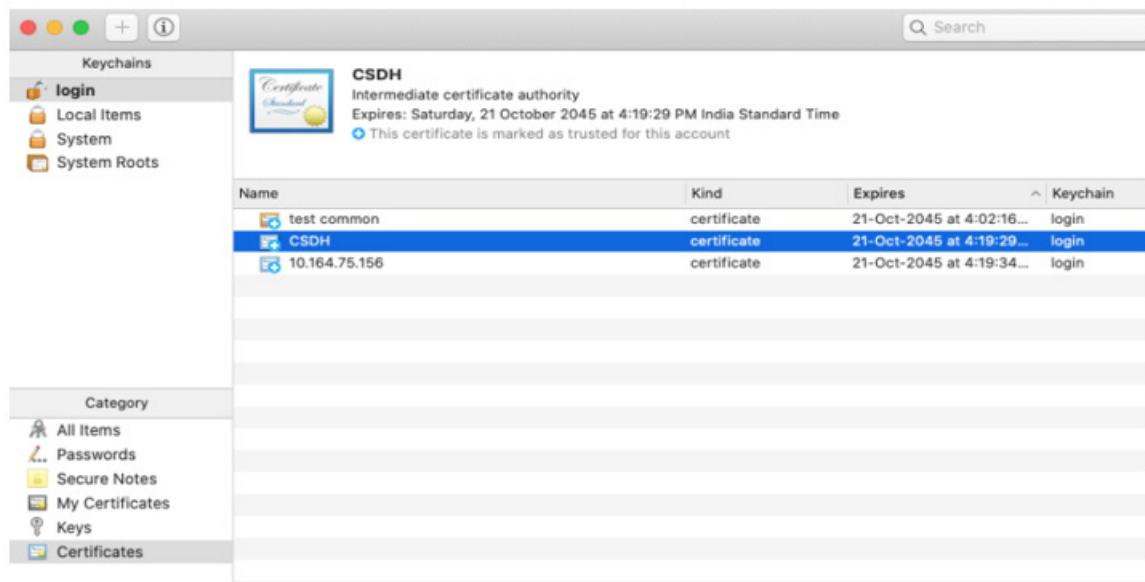 Search
Keychains
login
Local Items
System
System Roots
Certificate
Standard
CSDH
Intermediate certificate authority
Expires: Saturday, 21 October 2045 at 4:19:29 PM India Standard Time
This certificate is marked as trusted for this account
Name Kind Expires Keychain
test common certificate 21-Oct-2045 at 4:02:16... login
CSDH certificate 21-Oct-2045 at 4:19:29... login
10.164.75.156 certificate 21-Oct-2045 at 4:19:34... login
Category
All Items
Passwords
Secure Notes
My Certificates
Keys
Certificates